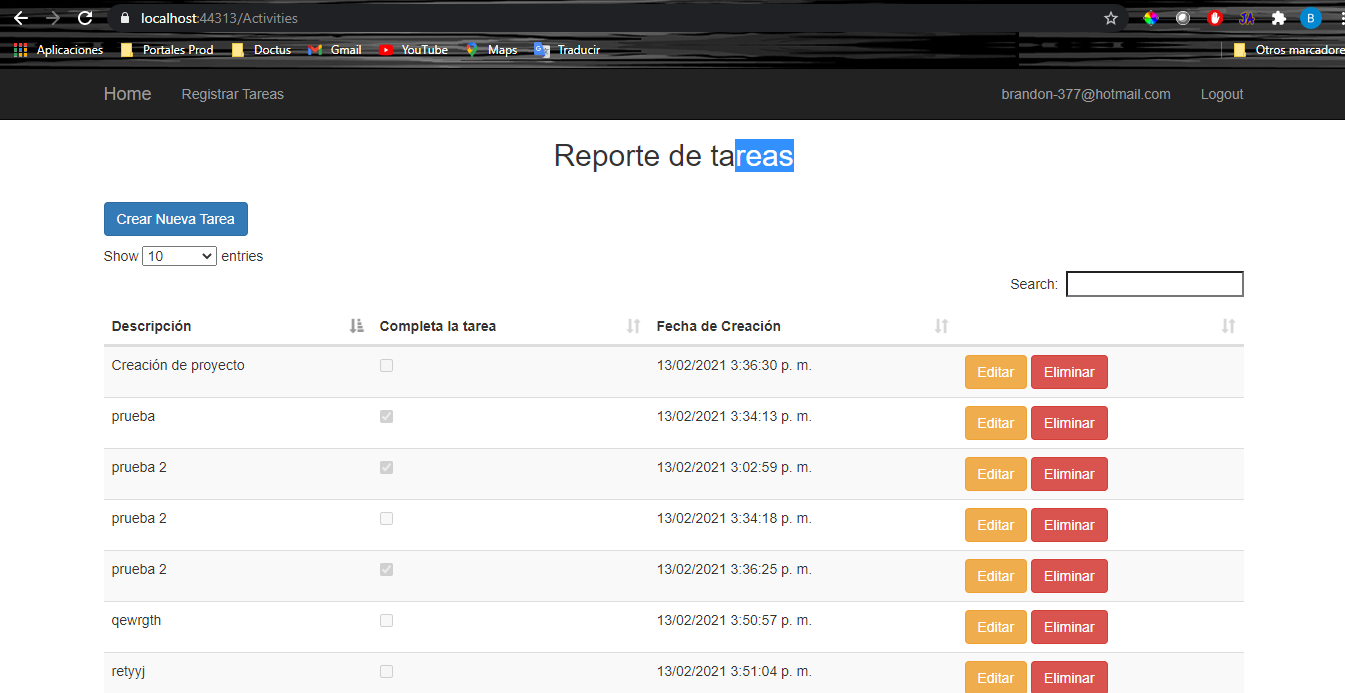 localhost:44313/Activities
Aplicaciones Portales Prod Doctus Gmail YouTube Maps Traducir Otros marcadore
Home Registrar Tareas brandon-377@hotmail.com Logout
Reporte de tareas
Crear Nueva Tarea
Show 10 entries
Search:
Descripción Completa la tarea Fecha de Creación
Creación de proyecto 13/02/2021 3:36:30 p. m. Editar Eliminar
prueba 13/02/2021 3:34:13 p. m. Editar Eliminar
prueba 2 13/02/2021 3:02:59 p. m. Editar Eliminar
prueba 2 13/02/2021 3:34:18 p. m. Editar Eliminar
prueba 2 13/02/2021 3:36:25 p. m. Editar Eliminar
qewrgth 13/02/2021 3:50:57 p. m. Editar Eliminar
retyyj 13/02/2021 3:51:04 p. m. Editar Eliminar